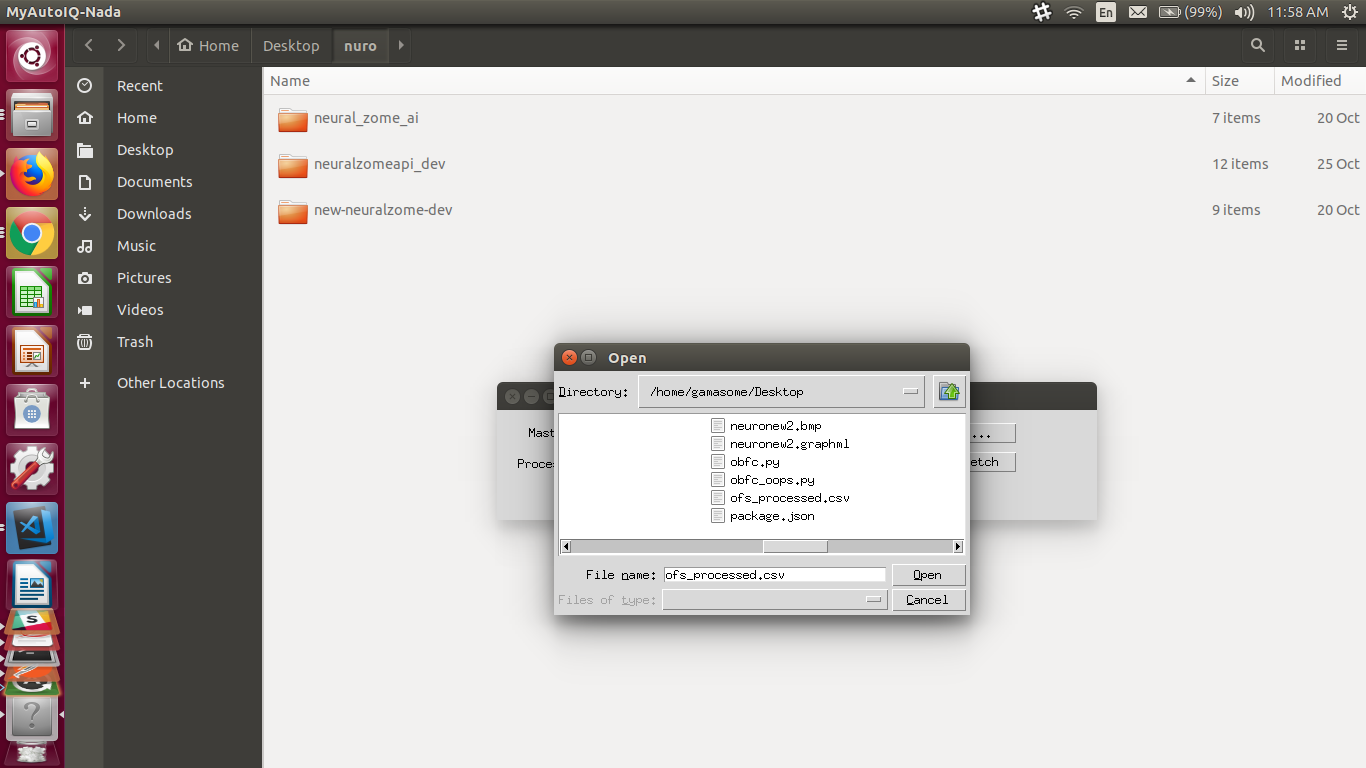 MyAutoIQ-Nada
En
(99%)
11:58 AM
Home
Desktop
nuro
Recent
Home
Desktop
Documents
Downloads
Music
Pictures
Videos
Trash
Other Locations
Name
Size
Modified
neural_zome_ai
7 items
20 Oct
neuralzomeapi_dev
12 items
25 Oct
new-neuralzome-dev
9 items
20 Oct
Mast
...
Proces
etch
Open
Directory:
/home/gamasome/Desktop
neuronew2.bmp
neuronew2.graphml
obfc.py
obfc_oops.py
ofs_processed.csv
package.json
File name:
ofs_processed.csv
Open
Files of type:
Cancel